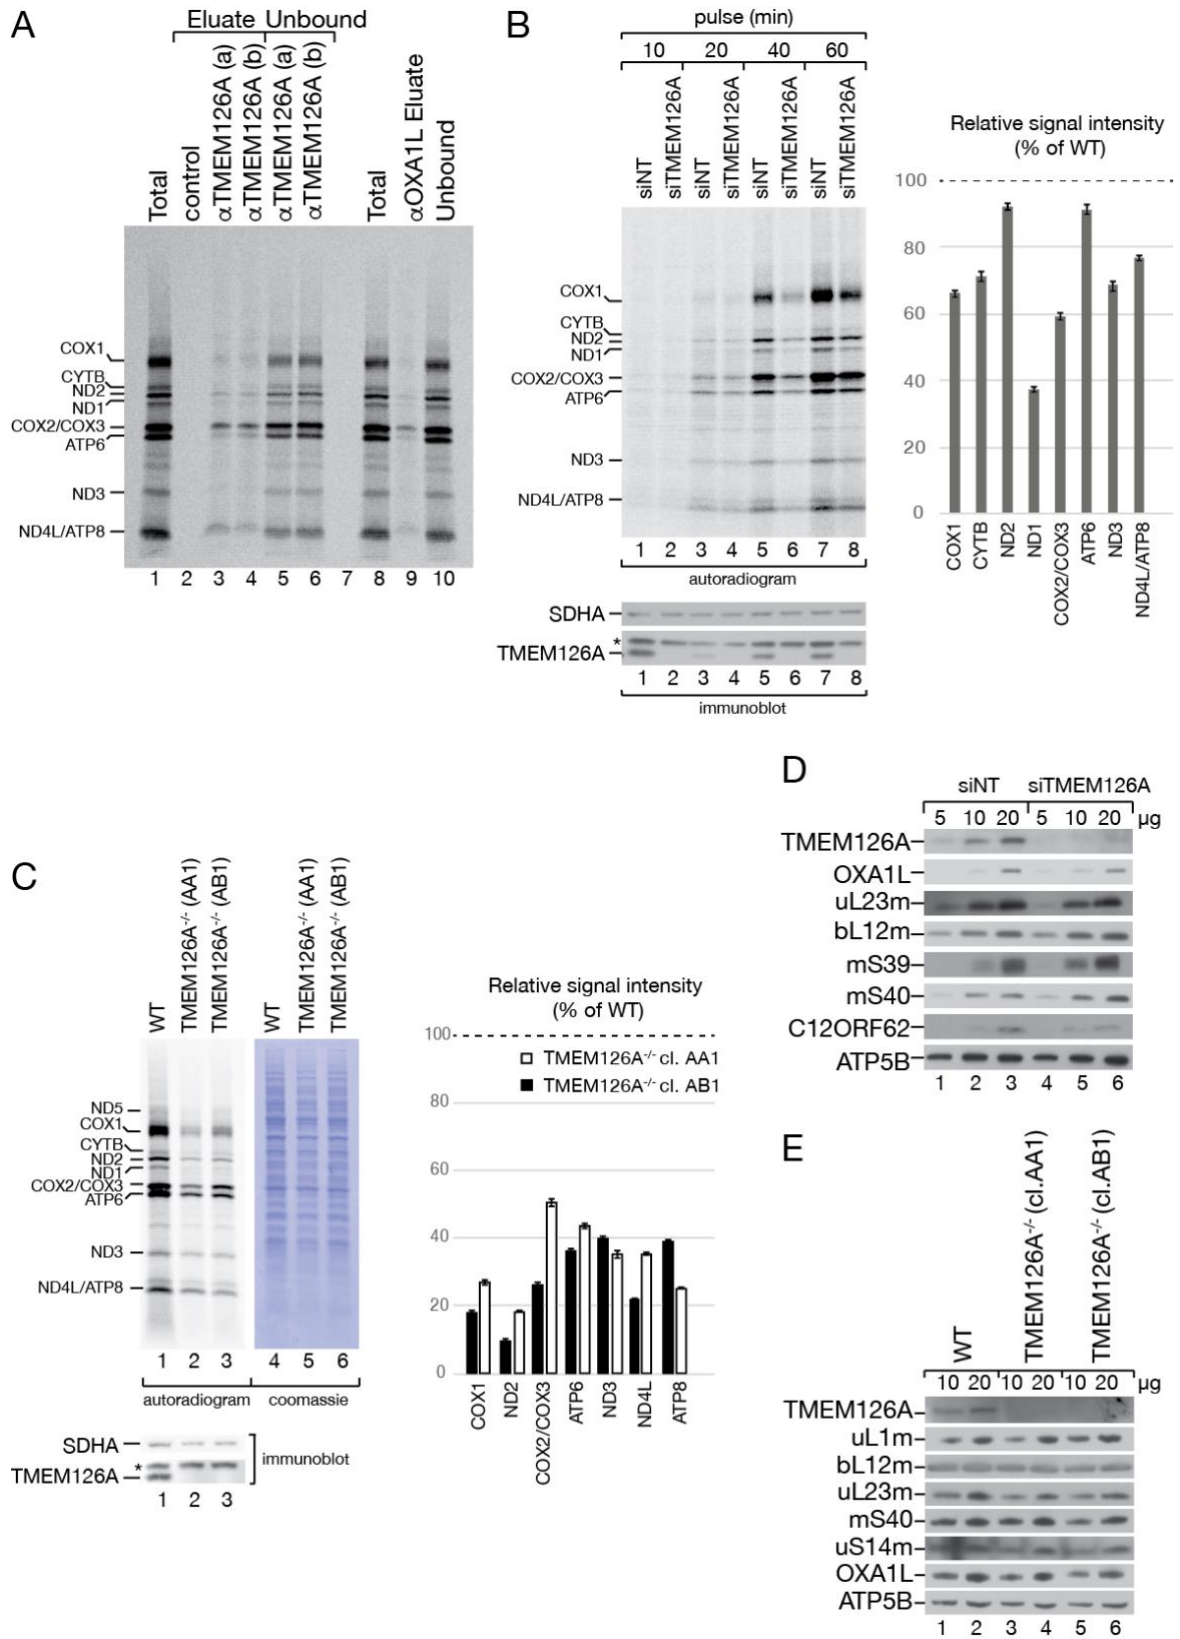 A
Eluate Unbound
Total
control
αTMEM126A (a)
αTMEM126A (b)
αTMEM126A (a)
αTMEM126A (b)
Total
αOXA1L Eluate
Unbound
COX1
CYTB
ND2
ND1
COX2/COX3
ATP6
ND3
ND4L/ATP8
1 2 3 4 5 6 7 8 9 10
B
pulse (min)
10 20 40 60
siNT
siTMEM126A
siNT
siTMEM126A
siNT
siTMEM126A
siNT
siTMEM126A
COX1
CYTB
ND2
ND1
COX2/COX3
ATP6
ND3
ND4L/ATP8
1 2 3 4 5 6 7 8
autoradiogram
SDHA
*
TMEM126A
1 2 3 4 5 6 7 8
immunoblot
Relative signal intensity
(% of WT)
100
80
60
40
20
0
COX1
CYTB
ND2
ND1
COX2/COX3
ATP6
ND3
ND4L/ATP8
C
WT
TMEM126A-/- (AA1)
TMEM126A-/- (AB1)
WT
TMEM126A-/- (AA1)
TMEM126A-/- (AB1)
ND5
COX1
CYTB
ND2
ND1
COX2/COX3
ATP6
ND3
ND4L/ATP8
1 2 3 4 5 6
autoradiogram coomassie
SDHA
*
TMEM126A
immunoblot
1 2 3
Relative signal intensity
(% of WT)
100
TMEM126A-/- cl. AA1
TMEM126A-/- cl. AB1
80
60
40
20
0
COX1
ND2
COX2/COX3
ATP6
ND3
ND4L
ATP8
D
siNT siTMEM126A
5 10 20 5 10 20 µg
TMEM126A
OXA1L
uL23m
bL12m
mS39
mS40
C12ORF62
ATP5B
1 2 3 4 5 6
E
WT
TMEM126A-/- (cl.AA1)
TMEM126A-/- (cl.AB1)
10 20 10 20 10 20 µg
TMEM126A
uL1m
bL12m
uL23m
mS40
uS14m
OXA1L
ATP5B
1 2 3 4 5 6